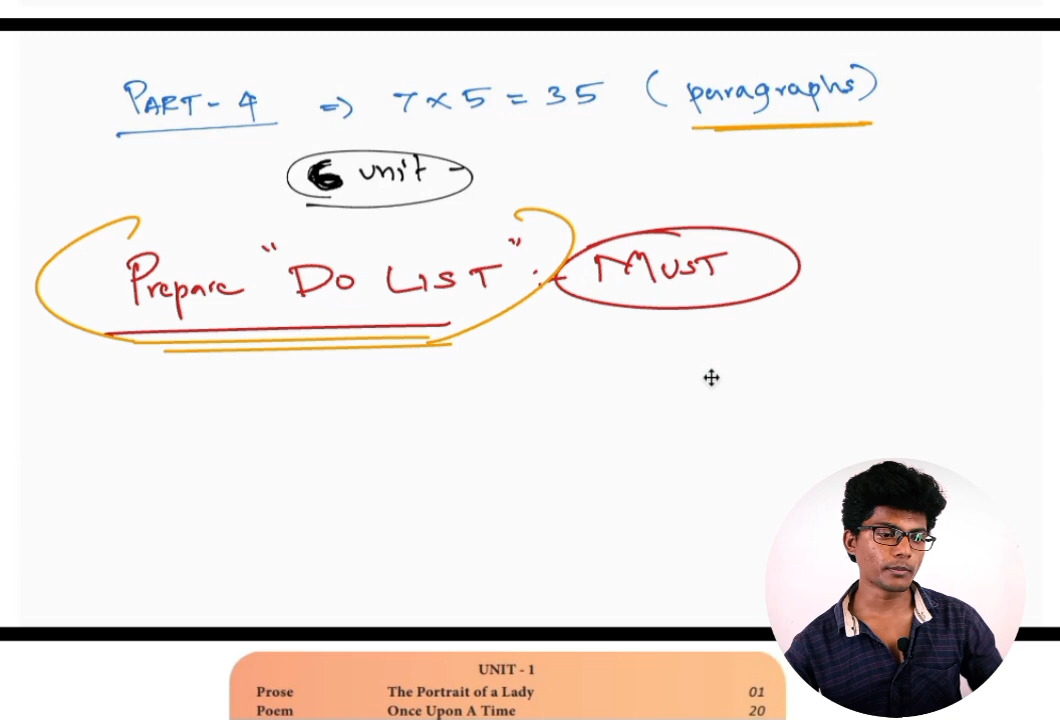 PART - 4 => 7 x 5 = 35 (paragraphs)
6 unit -
Prepare "Do LIST" :- MUST
UNIT - 1
Prose The Portrait of a Lady 01
Poem Once Upon A Time 20